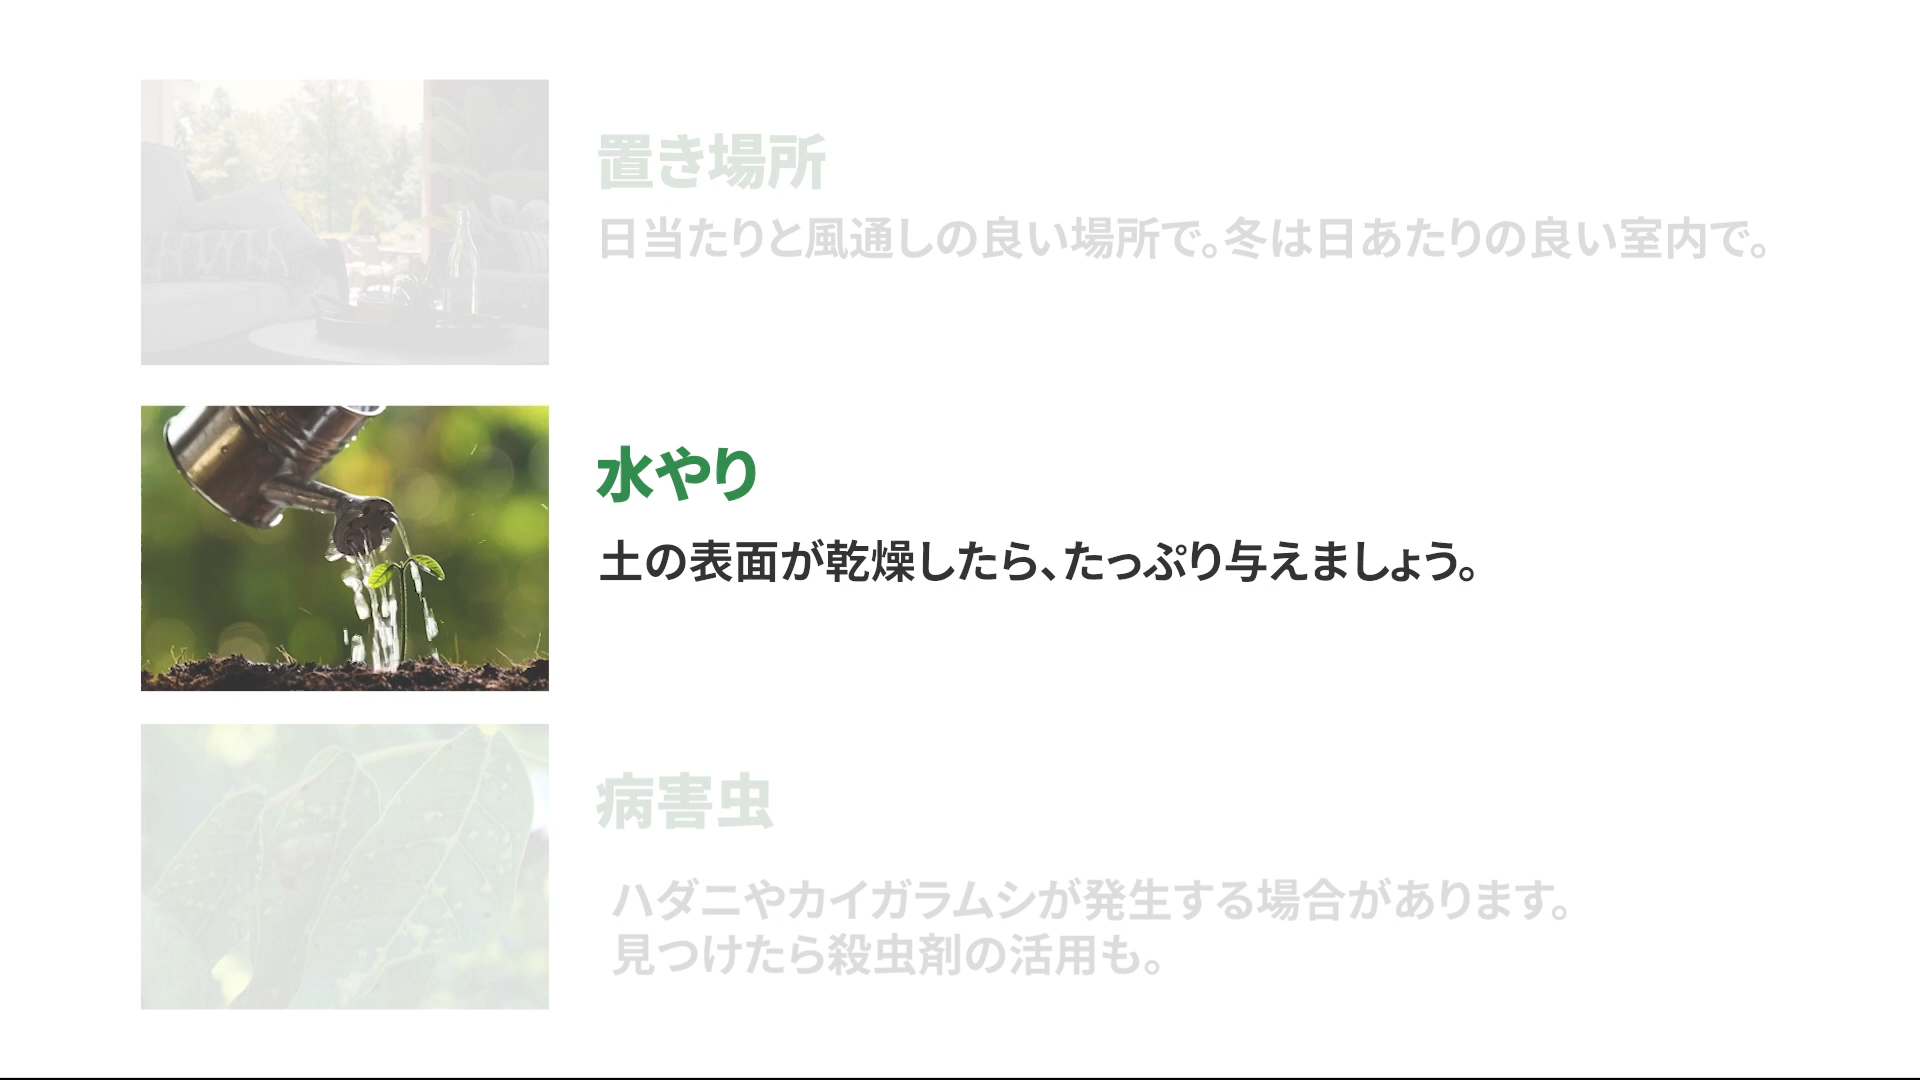 置き場所
日当たりと風通しの良い場所で。冬は日あたりの良い室内で。
水やり
土の表面が乾燥したら、たっぷり与えましょう。
病害虫
ハダニやカイガラムシが発生する場合があります。
見つけたら殺虫剤の活用も。